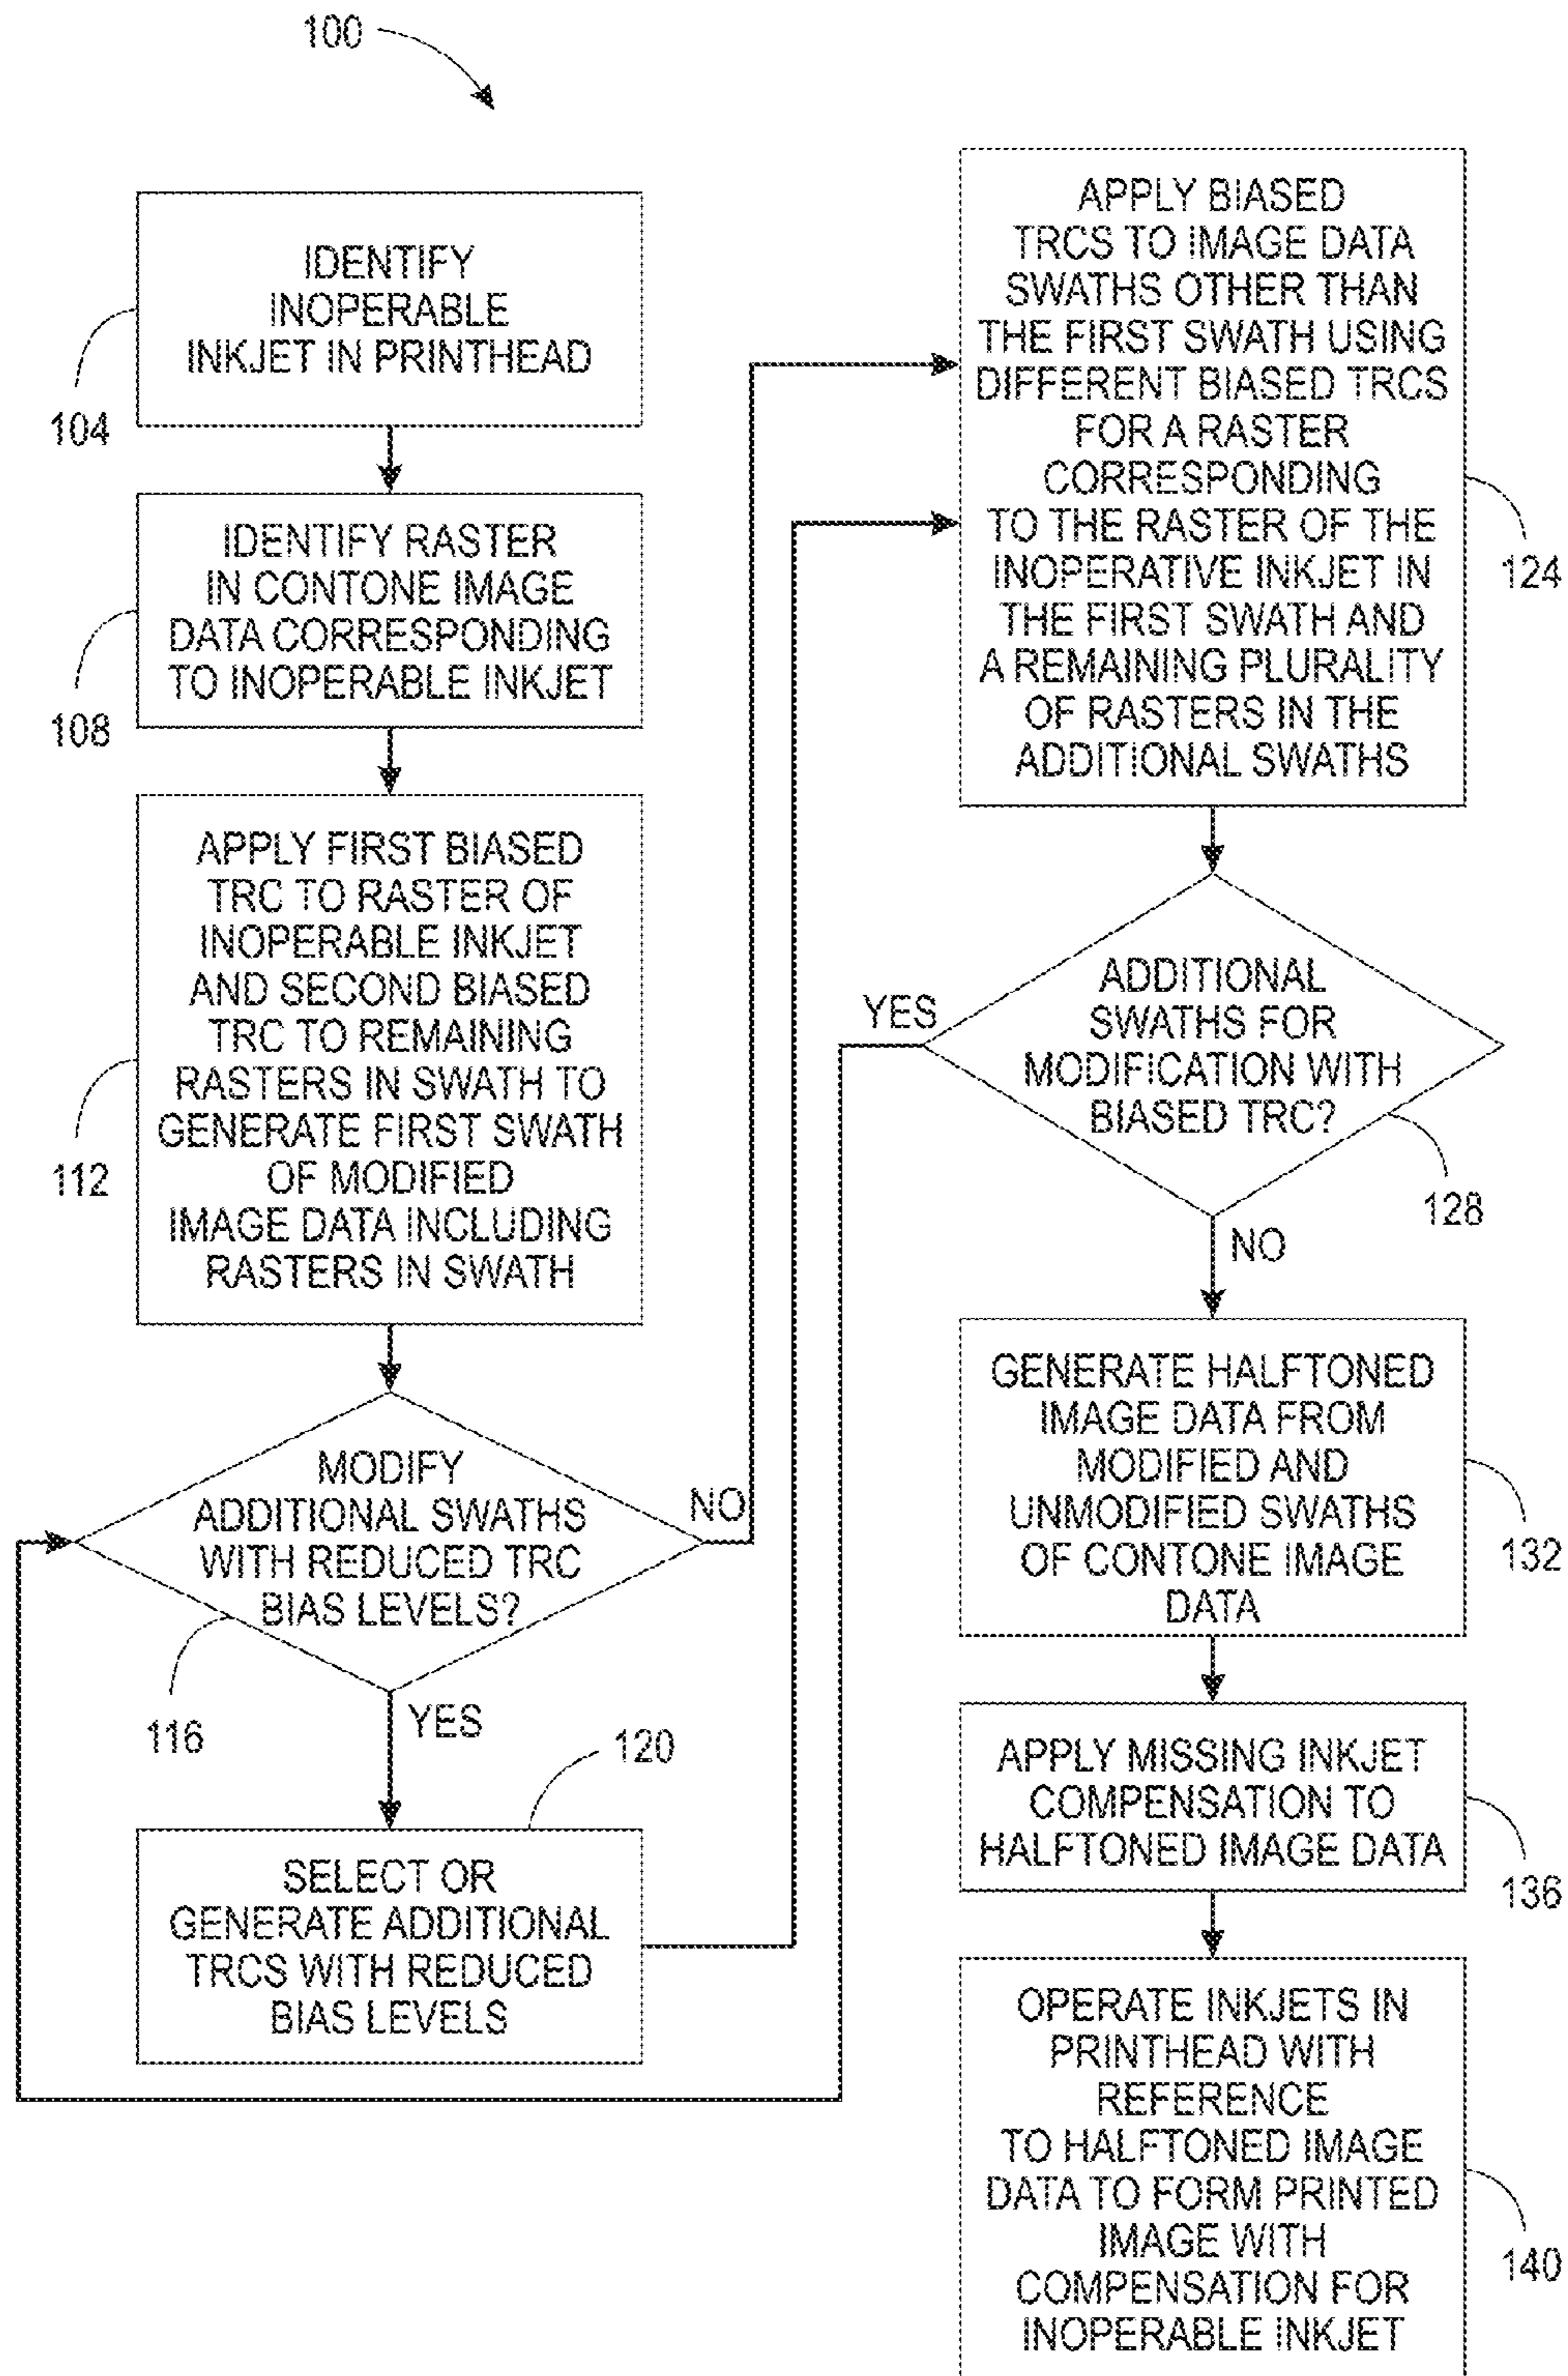 100
IDENTIFY
INOPERABLE
INKJET IN PRINTHEAD
104
IDENTIFY RASTER
IN CONTONE IMAGE
DATA CORRESPONDING
TO INOPERABLE INKJET
108
APPLY FIRST BIASED
TRC TO RASTER OF
INOPERABLE INKJET
AND SECOND BIASED
TRC TO REMAINING
RASTERS IN SWATH TO
GENERATE FIRST SWATH
OF MODIFIED
IMAGE DATA INCLUDING
RASTERS IN SWATH
112
MODIFY
ADDITIONAL SWATHS
WITH REDUCED TRC
BIAS LEVELS?
NO
116
YES
120
SELECT OR
GENERATE ADDITIONAL
TRCS WITH REDUCED
BIAS LEVELS
APPLY BIASED
TRCS TO IMAGE DATA
SWATHS OTHER THAN
THE FIRST SWATH USING
DIFFERENT BIASED TRCS
FOR A RASTER
CORRESPONDING
TO THE RASTER OF THE
INOPERATIVE INKJET IN
THE FIRST SWATH AND
A REMAINING PLURALITY
OF RASTERS IN THE
ADDITIONAL SWATHS
124
YES
ADDITIONAL
SWATHS FOR
MODIFICATION WITH
BIASED TRC?
128
NO
GENERATE HALFTONED
IMAGE DATA FROM
MODIFIED AND
UNMODIFIED SWATHS
OF CONTONE IMAGE
DATA
132
APPLY MISSING INKJET
COMPENSATION TO
HALFTONED IMAGE DATA
136
OPERATE INKJETS IN
PRINTHEAD WITH
REFERENCE
TO HALFTONED IMAGE
DATA TO FORM PRINTED
IMAGE WITH
COMPENSATION FOR
INOPERABLE INKJET
140